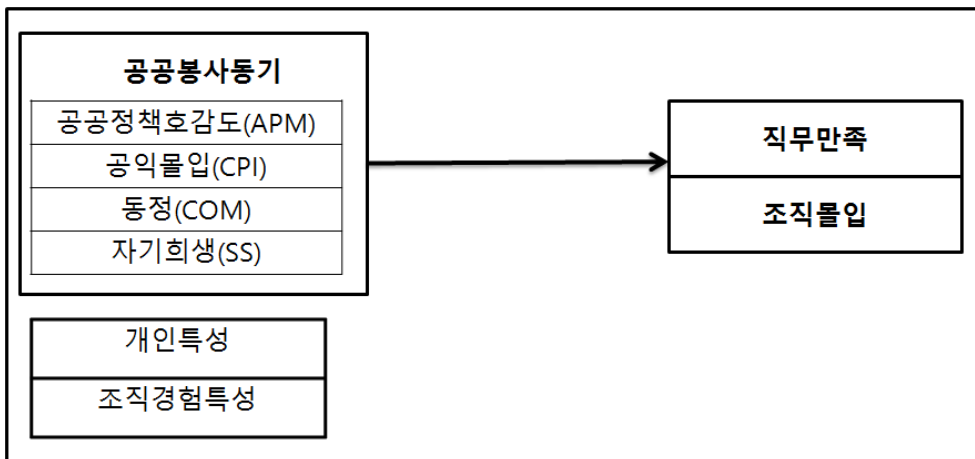 공공봉사동기
공공정책호감도(APM)
공익몰입(CPI)
동정(COM)
자기희생(SS)
개인특성
조직경험특성
직무만족
조직몰입